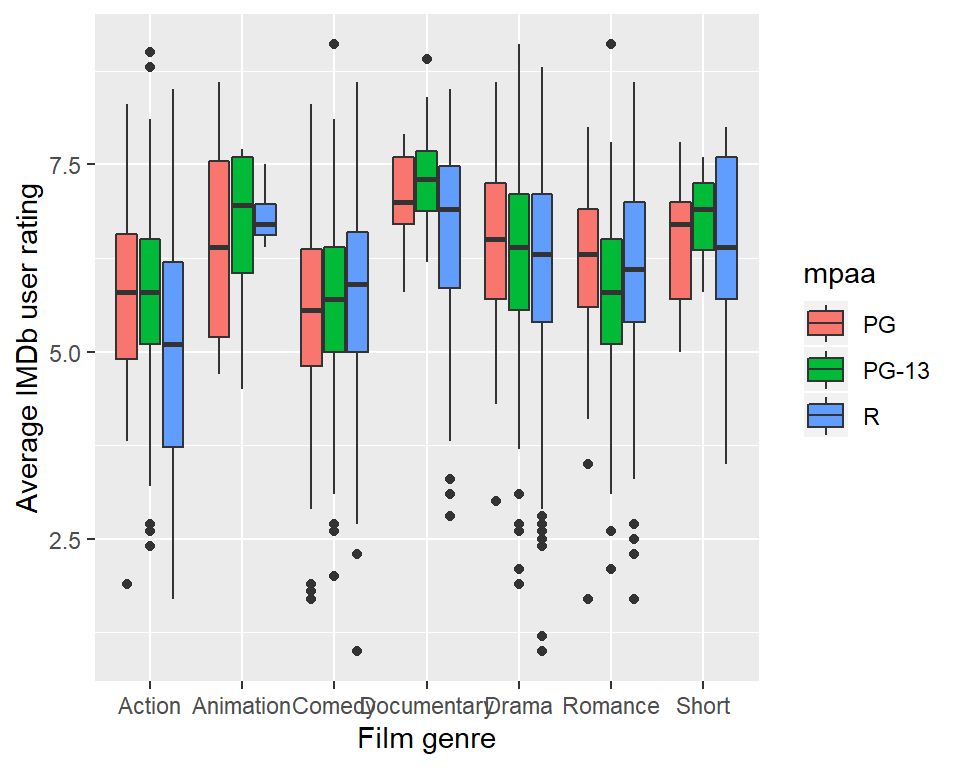 Average IMDb user rating
7.5
5.0
2.5
Action Animation Comedy Documentary Drama Romance Short
Film genre
mpaa
PG
PG-13
R